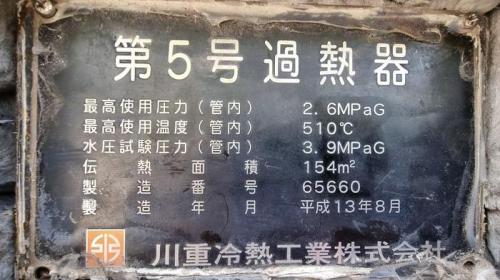 第5号過熱器
最高使用圧力(管内) 2.6MPaG
最高使用温度(管内) 510℃
水圧試験圧力(管内) 3.9MPaG
伝熱面積 154m²
製造番号 65660
製造年月 平成13年8月
川重冷熱工業株式会社